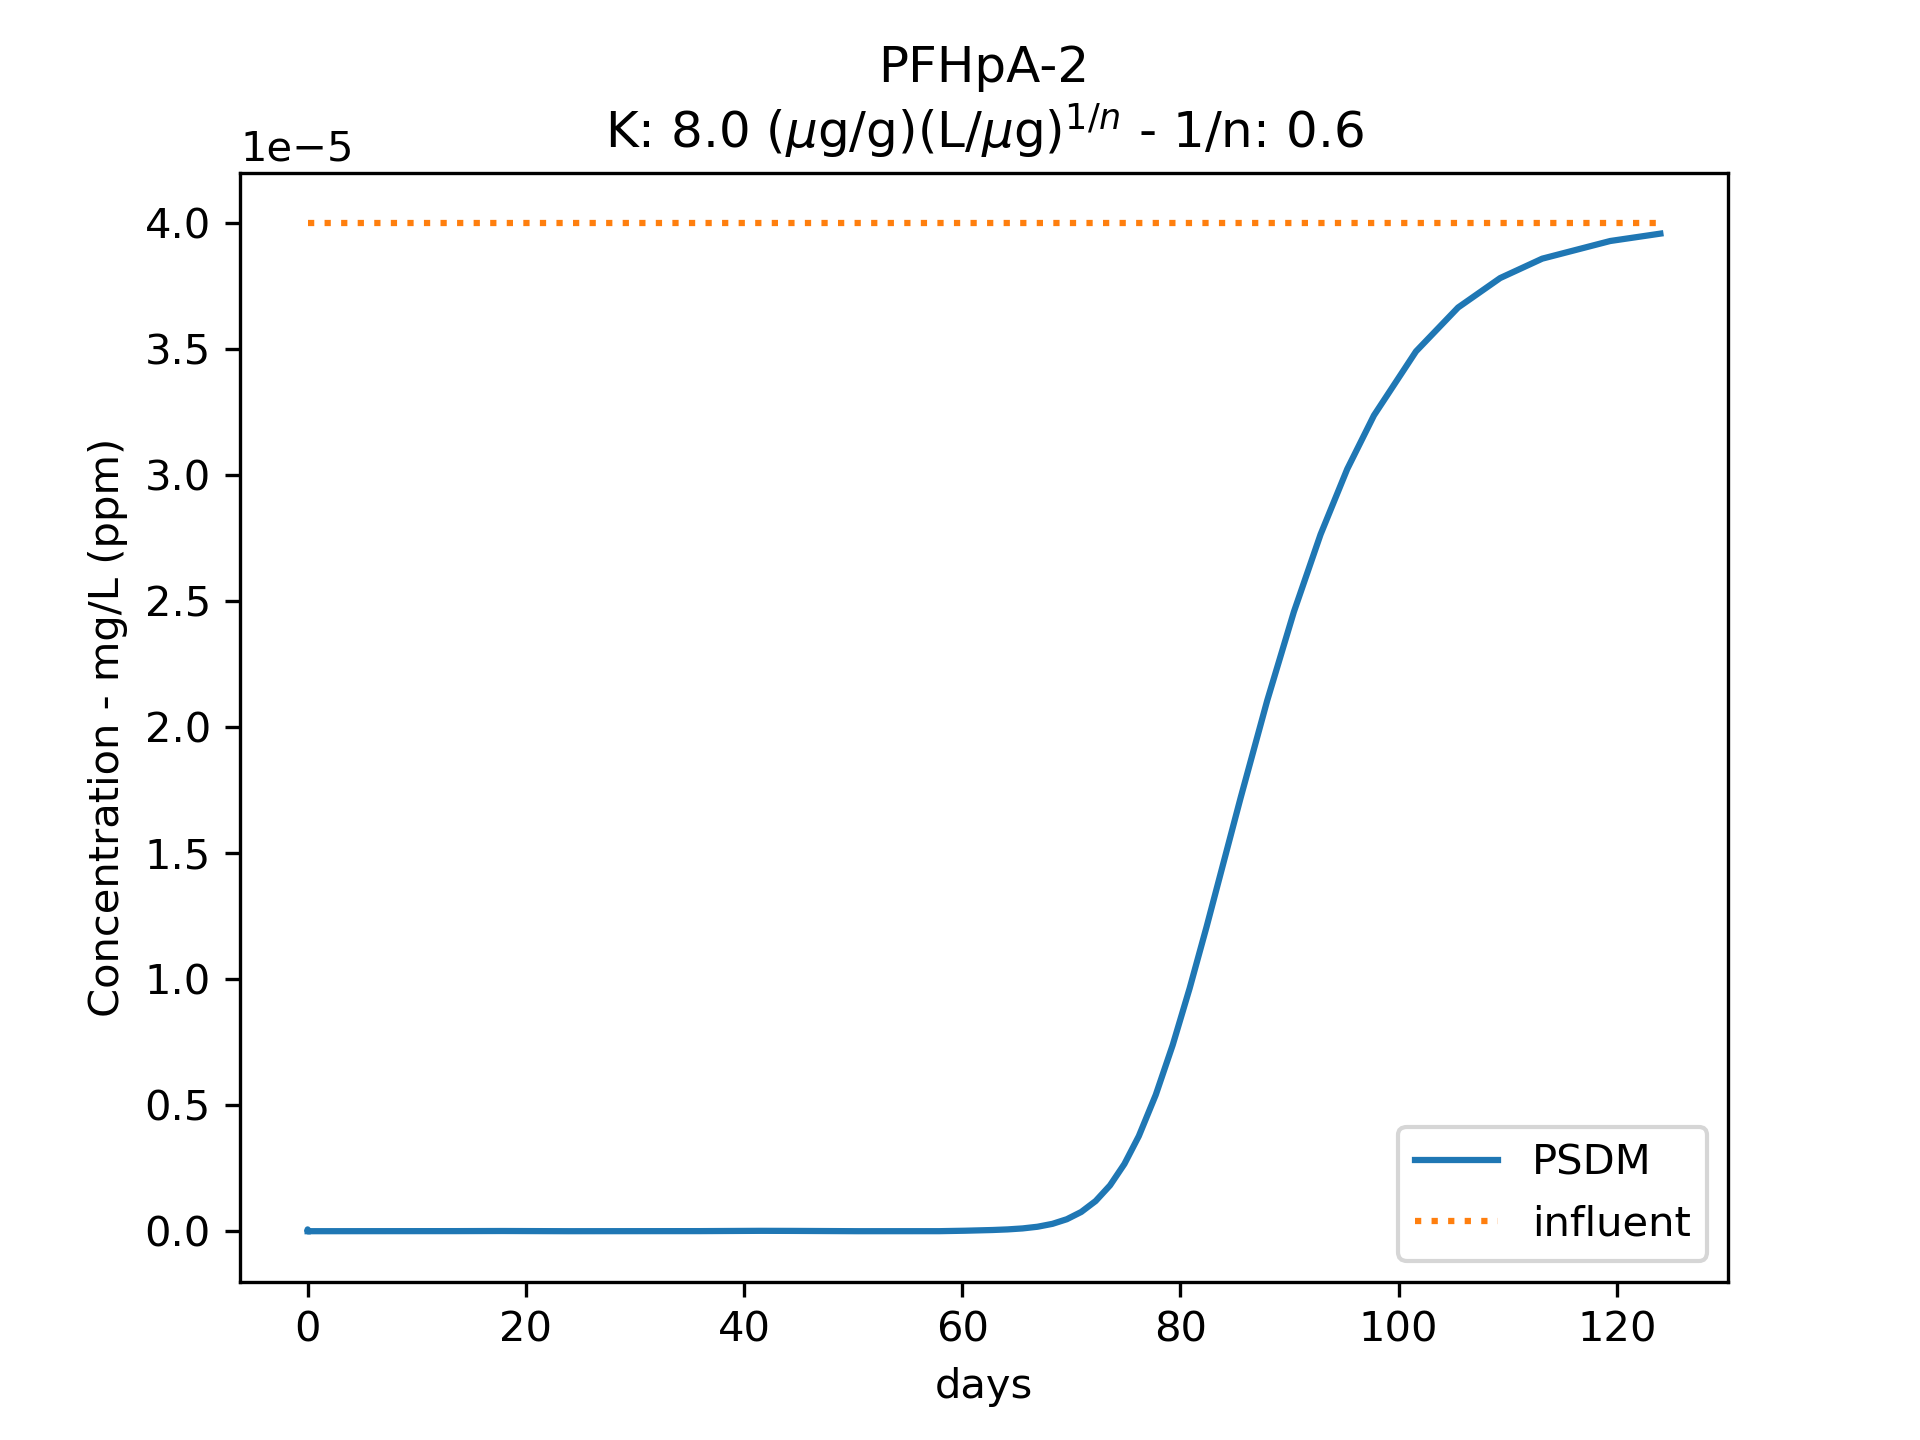 PFHpA-2
K: 8.0 (μg/g)(L/μg)^{1/n} - 1/n: 0.6
1e−5
4.0
3.5
3.0
2.5
2.0
1.5
1.0
0.5
0.0
Concentration - mg/L (ppm)
PSDM
influent
0 20 40 60 80 100 120
days